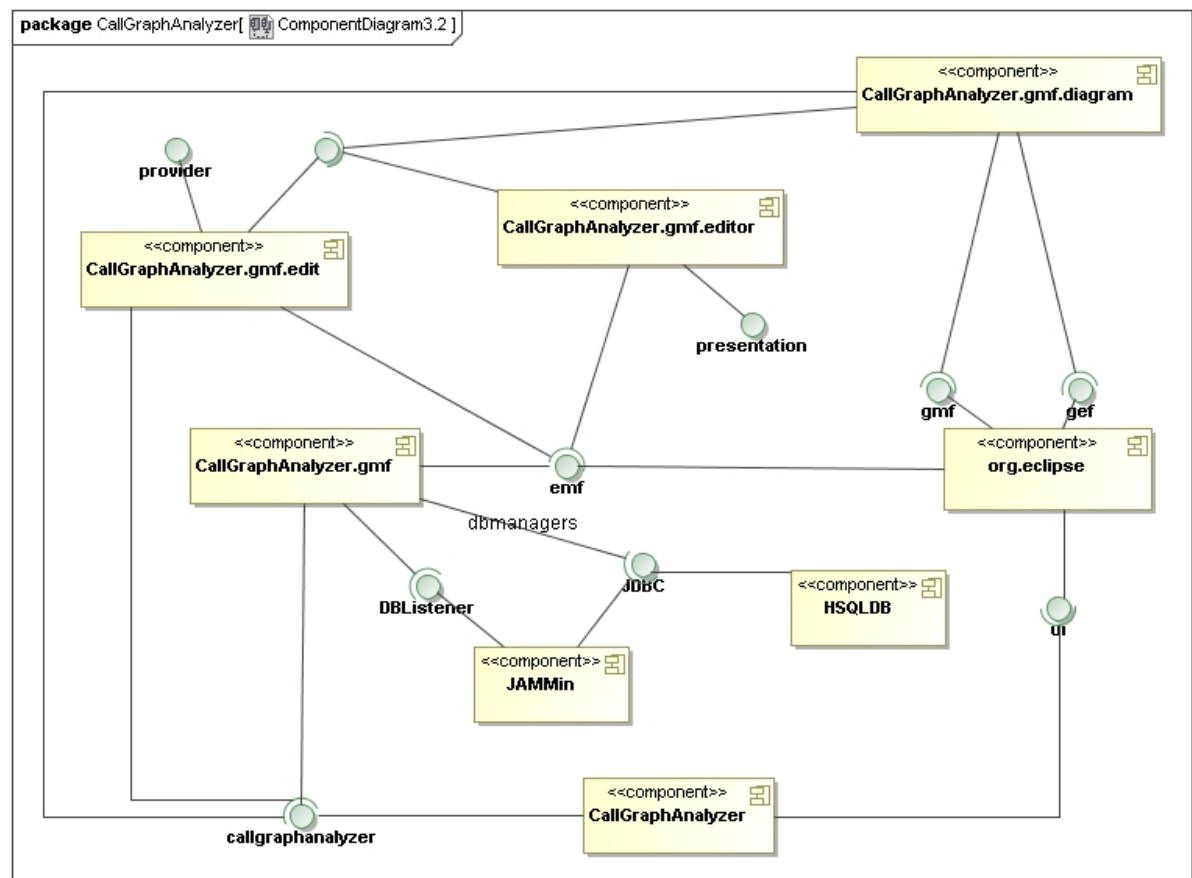 package CallGraphAnalyzer[ ComponentDiagram3.2 ]
<<component>>
CallGraphAnalyzer.gmf.diagram
provider
<<component>>
CallGraphAnalyzer.gmf.editor
<<component>>
CallGraphAnalyzer.gmf.edit
presentation
gmf
gef
<<component>>
CallGraphAnalyzer.gmf
emf
<<component>>
org.eclipse
dbmanagers
JDBC
DBListener
<<component>>
HSQLDB
ui
<<component>>
JAMMin
<<component>>
CallGraphAnalyzer
callgraphanalyzer